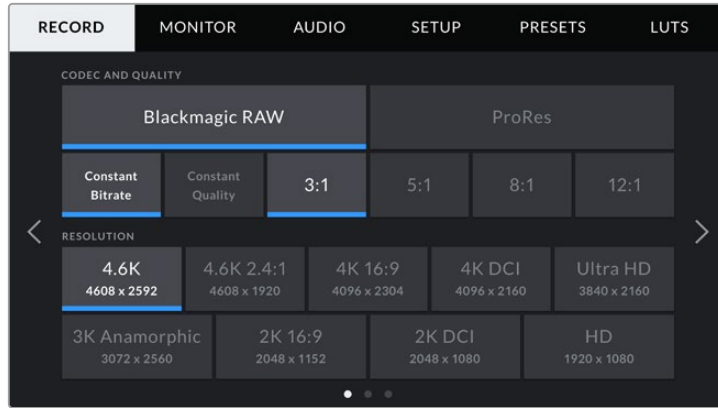 RECORD MONITOR AUDIO SETUP PRESETS LUTS
CODEC AND QUALITY
Blackmagic RAW ProRes
Constant Bitrate Constant Quality 3:1 5:1 8:1 12:1
RESOLUTION
4.6K 4.6K 2.4:1 4K 16:9 4K DCI Ultra HD
4608 x 2592 4608 x 1920 4096 x 2304 4096 x 2160 3840 x 2160
3K Anamorphic 2K 16:9 2K DCI HD
3072 x 2560 2048 x 1152 2048 x 1080 1920 x 1080